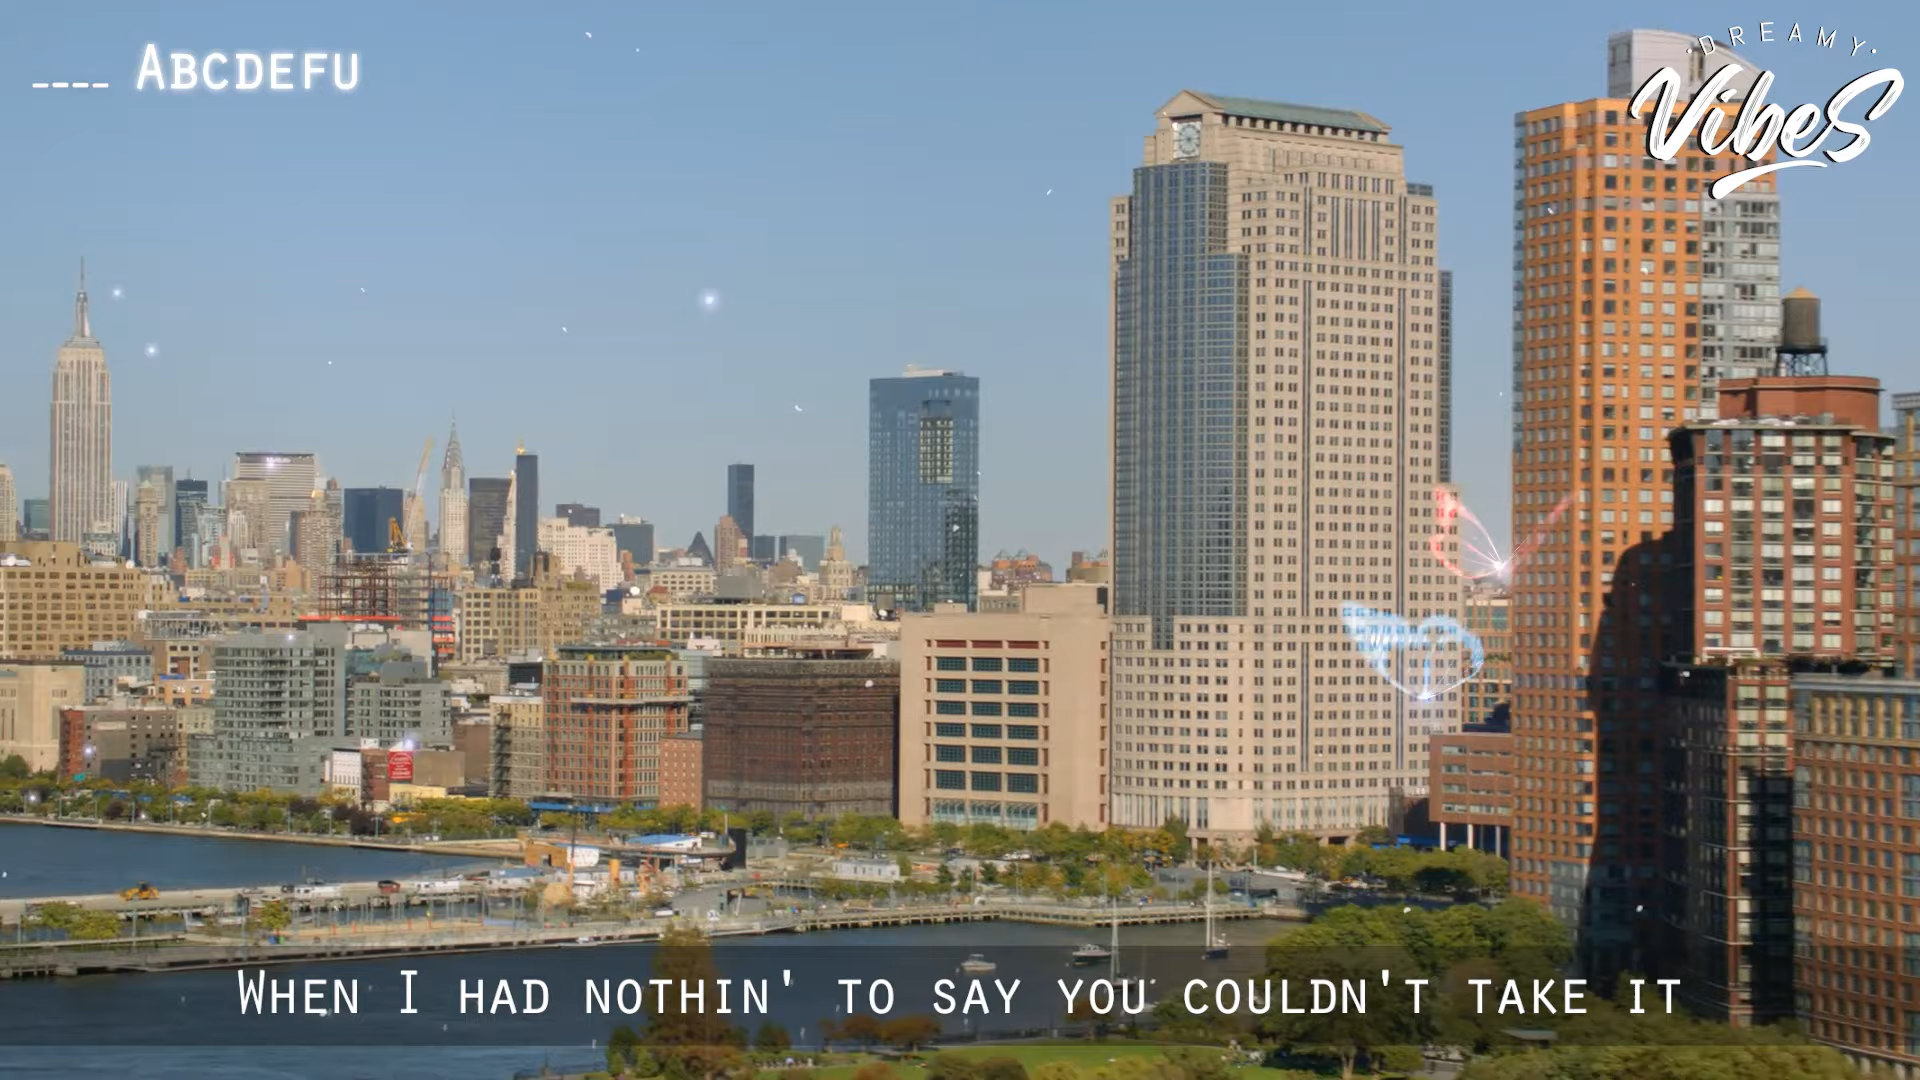 ____ ABCDEFU
DREAMY
VibeS
WHEN I HAD NOTHIN' TO SAY YOU COULDN'T TAKE IT